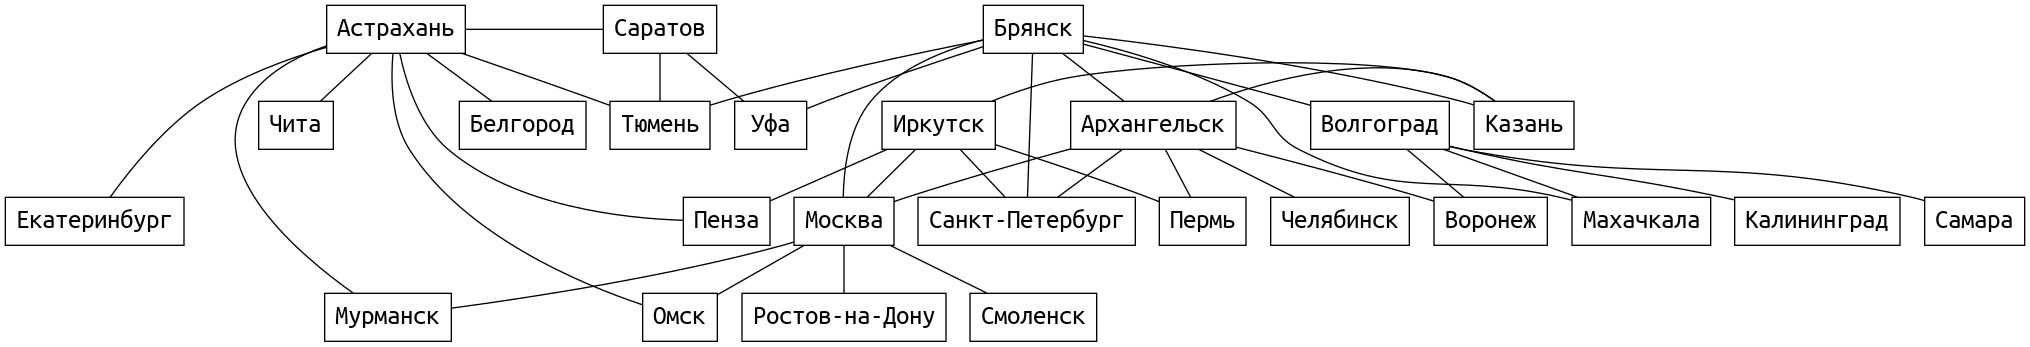 Астрахань
Саратов
Брянск
Чита
Белгород
Тюмень
Уфа
Иркутск
Архангельск
Волгоград
Казань
Екатеринбург
Пенза
Москва
Санкт-Петербург
Пермь
Челябинск
Воронеж
Махачкала
Калининград
Самара
Мурманск
Омск
Ростов-на-Дону
Смоленск